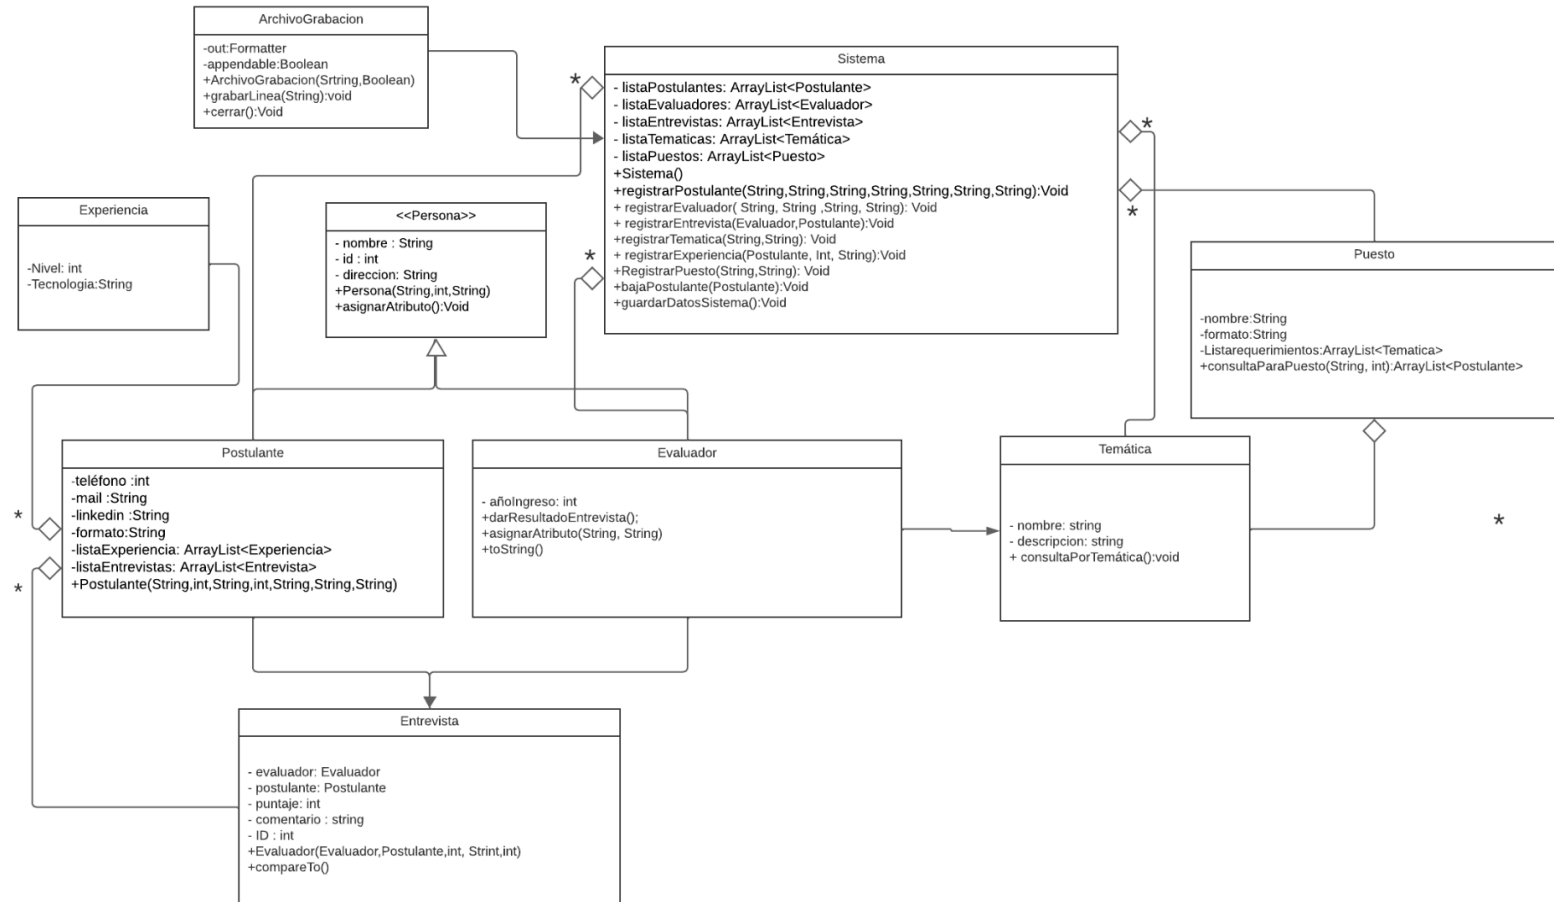 ArchivoGrabacion
-out:Formatter
-appendable:Boolean
+ArchivoGrabacion(Srtring,Boolean)
+grabarLinea(String):void
+cerrar():Void
Sistema
- listaPostulantes: ArrayList<Postulante>
- listaEvaluadores: ArrayList<Evaluador>
- listaEntrevistas: ArrayList<Entrevista>
- listaTematicas: ArrayList<Temática>
- listaPuestos: ArrayList<Puesto>
+Sistema()
+registrarPostulante(String,String,String,String,String,String,String):Void
+ registrarEvaluador( String, String ,String, String): Void
+ registrarEntrevista(Evaluador,Postulante):Void
+registrarTematica(String,String): Void
+ registrarExperiencia(Postulante, Int, String):Void
+RegistrarPuesto(String,String): Void
+bajaPostulante(Postulante):Void
+guardarDatosSistema():Void
*
*
*
*
Experiencia
-Nivel: int
-Tecnologia:String
<<Persona>>
- nombre : String
- id : int
- direccion: String
+Persona(String,int,String)
+asignarAtributo():Void
Puesto
-nombre:String
-formato:String
-Listarequerimientos:ArrayList<Tematica>
+consultaParaPuesto(String, int):ArrayList<Postulante>
Postulante
-teléfono :int
-mail :String
-linkedin :String
-formato:String
-listaExperiencia: ArrayList<Experiencia>
-listaEntrevistas: ArrayList<Entrevista>
+Postulante(String,int,String,int,String,String,String)
*
*
Evaluador
- añoIngreso: int
+darResultadoEntrevista();
+asignarAtributo(String, String)
+toString()
Temática
- nombre: string
- descripcion: string
+ consultaPorTemática():void
*
Entrevista
- evaluador: Evaluador
- postulante: Postulante
- puntaje: int
- comentario : string
- ID : int
+Evaluador(Evaluador,Postulante,int, Strint,int)
+compareTo()